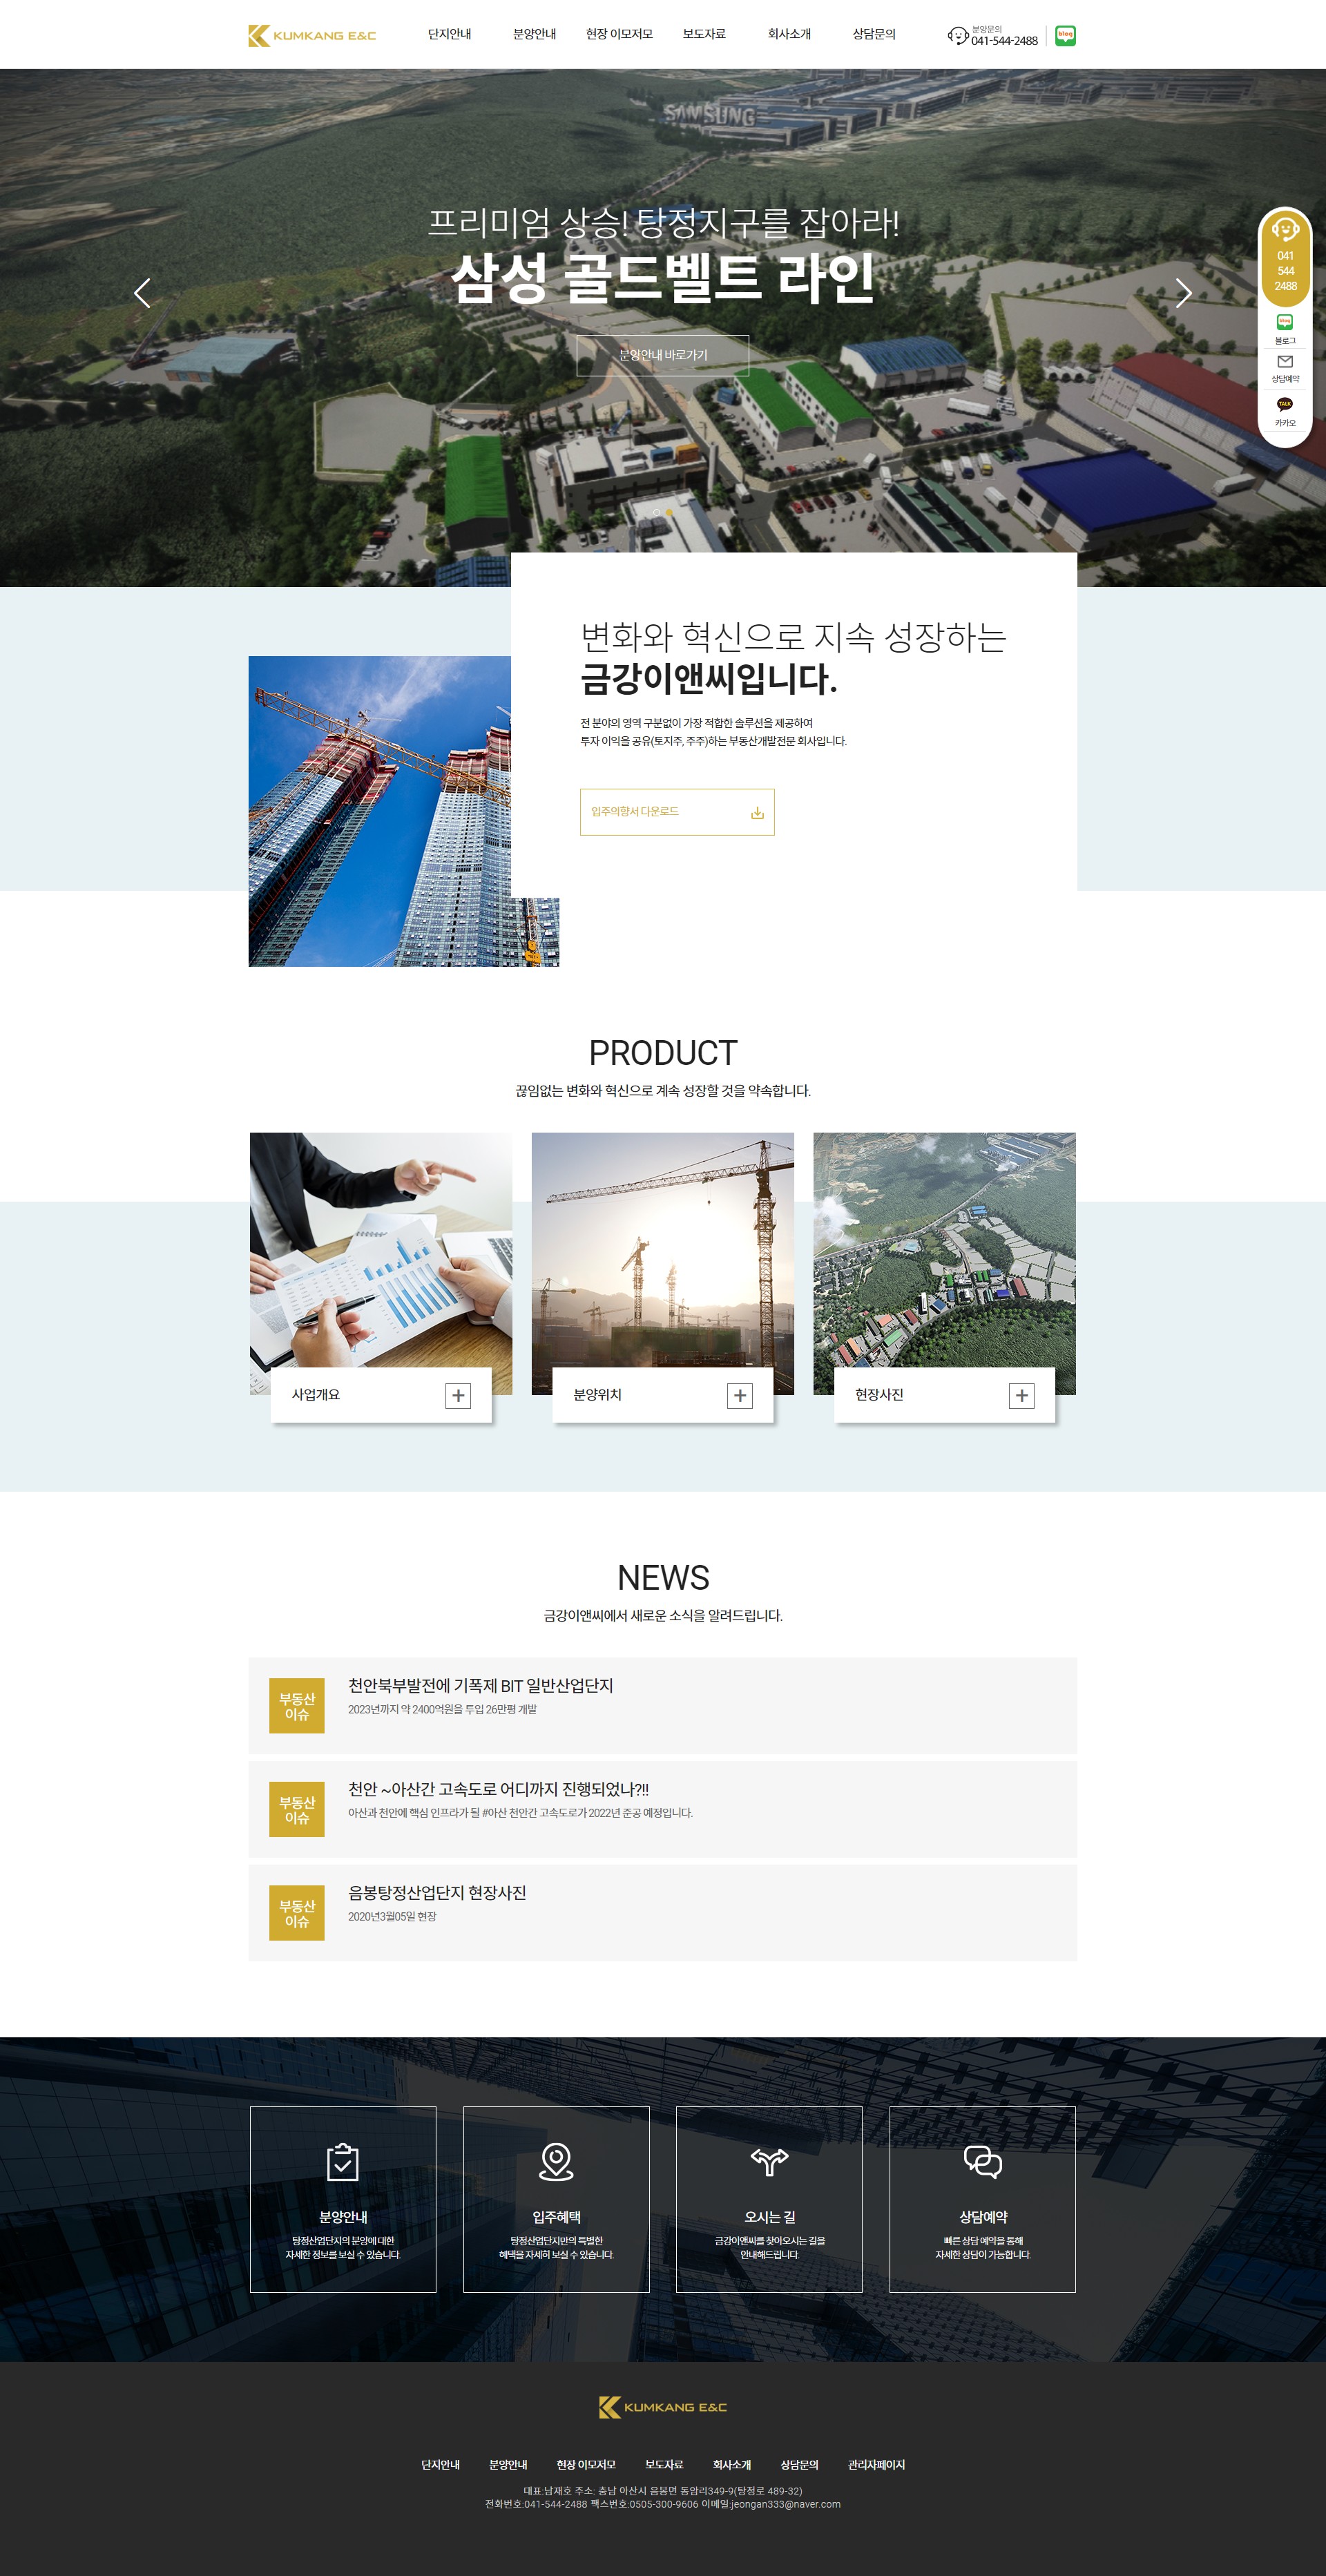 KUMKANG E&C
단지안내
분양안내
현장 이모저모
보도자료
회사소개
상담문의
분양문의
041-544-2488
blog
SAMSUNG
프리미엄 상승! 탕정지구를 잡아라!
삼성 골드벨트 라인
분양안내 바로가기
041
544
2488
blog
블로그
상담예약
TALK
카카오
변화와 혁신으로 지속 성장하는
금강이앤씨입니다.
전 분야의 영역 구분없이 가장 적합한 솔루션을 제공하여
투자 이익을 공유(토지주, 주주)하는 부동산개발전문 회사입니다.
입주의향서 다운로드
PRODUCT
끊임없는 변화와 혁신으로 계속 성장할 것을 약속합니다.
사업개요
분양위치
현장사진
NEWS
금강이앤씨에서 새로운 소식을 알려드립니다.
부동산
이슈
천안북부발전에 기폭제 BIT 일반산업단지
2023년까지 약 2400억원을 투입 26만평 개발
부동산
이슈
천안 ~아산간 고속도로 어디까지 진행되었나?!!
아산과 천안에 핵심 인프라가 될 #아산 천안간 고속도로가 2022년 준공 예정입니다.
부동산
이슈
음봉탕정산업단지 현장사진
2020년3월05일 현장
분양안내
탕정산업단지의 분양에 대한
자세한 정보를 보실 수 있습니다.
입주혜택
탕정산업단지만의 특별한
혜택을 자세히 보실 수 있습니다.
오시는 길
금강이앤씨를 찾아오시는 길을
안내해드립니다.
상담예약
빠른 상담 예약을 통해
자세한 상담이 가능합니다.
KUMKANG E&C
단지안내
분양안내
현장 이모저모
보도자료
회사소개
상담문의
관리자페이지
대표:남재호 주소: 충남 아산시 음봉면 동암리349-9(탕정로 489-32)
전화번호:041-544-2488 팩스번호:0505-300-9606 이메일:jeongan333@naver.com